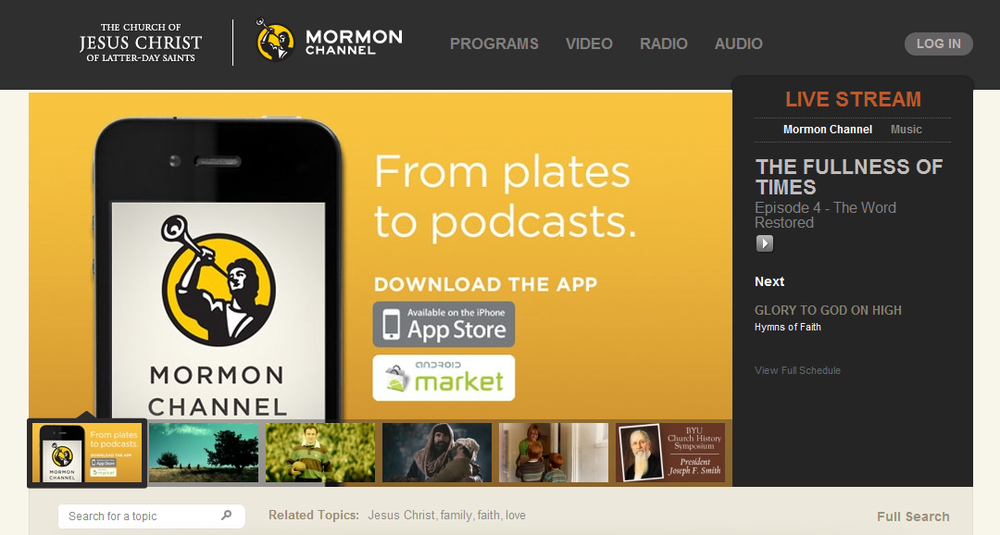 THE CHURCH OF
JESUS CHRIST
OF LATTER-DAY SAINTS
MORMON
CHANNEL
PROGRAMS
VIDEO
RADIO
AUDIO
LOG IN
From plates
to podcasts.
DOWNLOAD THE APP
Available on the iPhone
App Store
ANDROID
market
MORMON
CHANNEL
LIVE STREAM
Mormon Channel
Music
THE FULLNESS OF
TIMES
Episode 4 - The Word
Restored
Next
GLORY TO GOD ON HIGH
Hymns of Faith
View Full Schedule
From plates
to podcasts.
DOWNLOAD THE APP
App Store
market
MORMON
CHANNEL
BYU
Church History
Symposium
President
Joseph F. Smith
Search for a topic
Related Topics: Jesus Christ, family, faith, love
Full Search